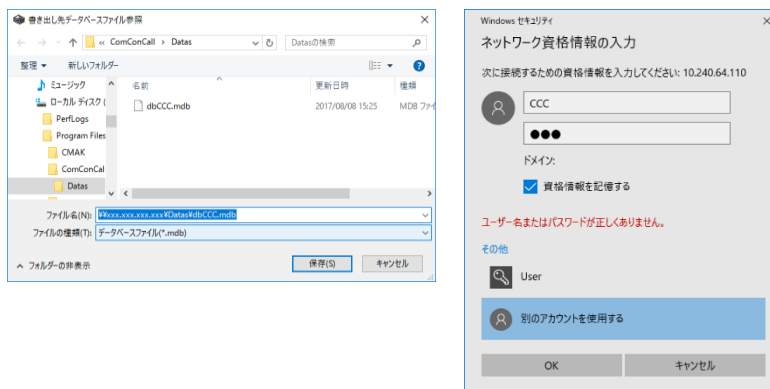 書き出し先データベースファイル参照
« ComConCall > Datas
Datasの検索
整理 新しいフォルダー
名前 更新日時 種類
ミュージック
ローカル ディスク (
PerfLogs
Program Files
CMAK
ComConCal
Datas
dbCCC.mdb 2017/08/08 15:25 MDB ファイ
ファイル名(N): ¥¥xxx.xxx.xxx.xxx¥Datas¥dbCCC.mdb
ファイルの種類(T): データベースファイル(*.mdb)
フォルダーの非表示
保存(S) キャンセル
Windows セキュリティ
ネットワーク資格情報の入力
次に接続するための資格情報を入力してください: 10.240.64.110
CCC
●●●
ドメイン:
資格情報を記憶する
ユーザー名またはパスワードが正しくありません。
その他
User
別のアカウントを使用する
OK キャンセル